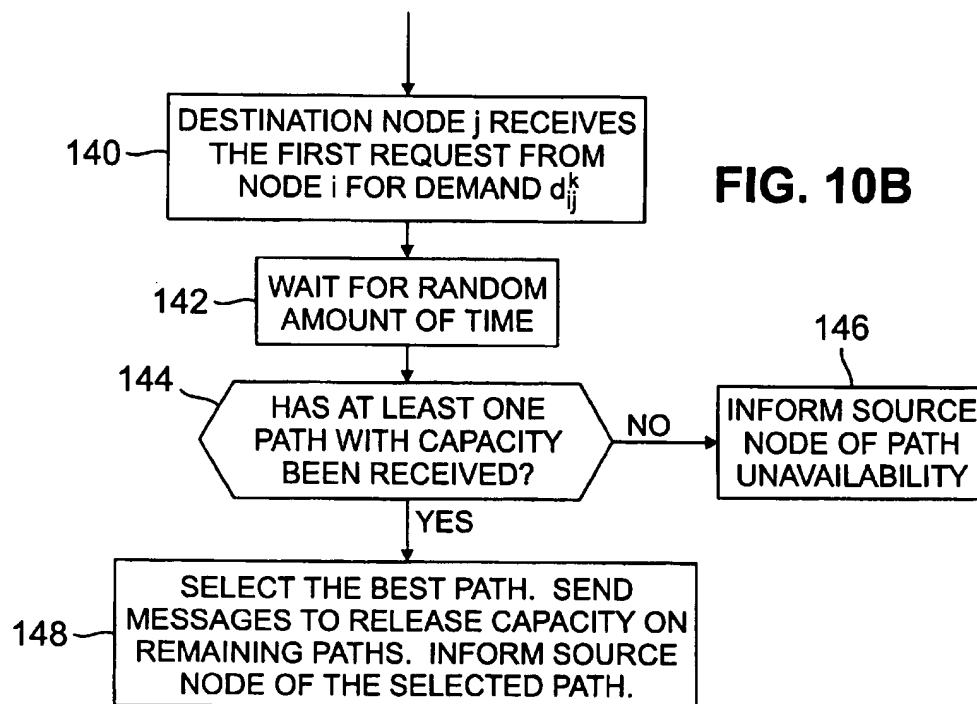 140
DESTINATION NODE j RECEIVES
THE FIRST REQUEST FROM
NODE i FOR DEMAND d_{ij}^{k}
FIG. 10B
142
WAIT FOR RANDOM
AMOUNT OF TIME
144
HAS AT LEAST ONE
PATH WITH CAPACITY
BEEN RECEIVED?
NO
146
INFORM SOURCE
NODE OF PATH
UNAVAILABILITY
YES
148
SELECT THE BEST PATH. SEND
MESSAGES TO RELEASE CAPACITY ON
REMAINING PATHS. INFORM SOURCE
NODE OF THE SELECTED PATH.